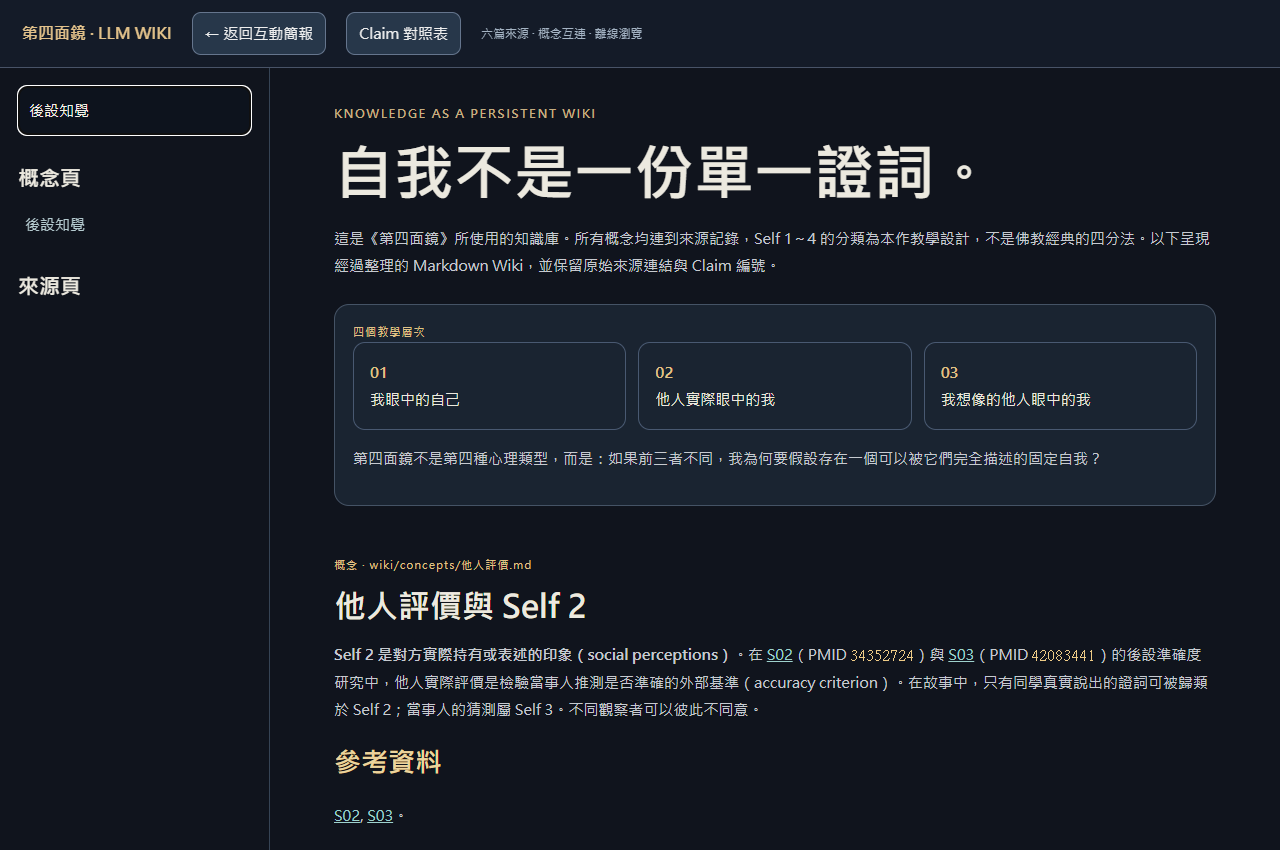 第四面鏡 · LLM WIKI
← 返回互動簡報
Claim 對照表
六篇來源 · 概念互連 · 離線瀏覽
後設知覺
概念頁
後設知覺
來源頁
KNOWLEDGE AS A PERSISTENT WIKI
自我不是一份單一證詞。
這是《第四面鏡》所使用的知識庫。所有概念均連到來源記錄，Self 1～4 的分類為本作教學設計，不是佛教經典的四分法。以下呈現
經過整理的 Markdown Wiki，並保留原始來源連結與 Claim 編號。
四個教學層次
01
我眼中的自己
02
他人實際眼中的我
03
我想像的他人眼中的我
第四面鏡不是第四種心理類型，而是：如果前三者不同，我為何要假設存在一個可以被它們完全描述的固定自我？
概念 · wiki/concepts/他人評價.md
他人評價與 Self 2
Self 2 是對方實際持有或表述的印象（social perceptions）。在 S02（PMID 34352724）與 S03（PMID 42083441）的後設準確度
研究中，他人實際評價是檢驗當事人推測是否準確的外部基準（accuracy criterion）。在故事中，只有同學真實說出的證詞可被歸類
於 Self 2；當事人的猜測屬 Self 3。不同觀察者可以彼此不同意。
參考資料
S02, S03。